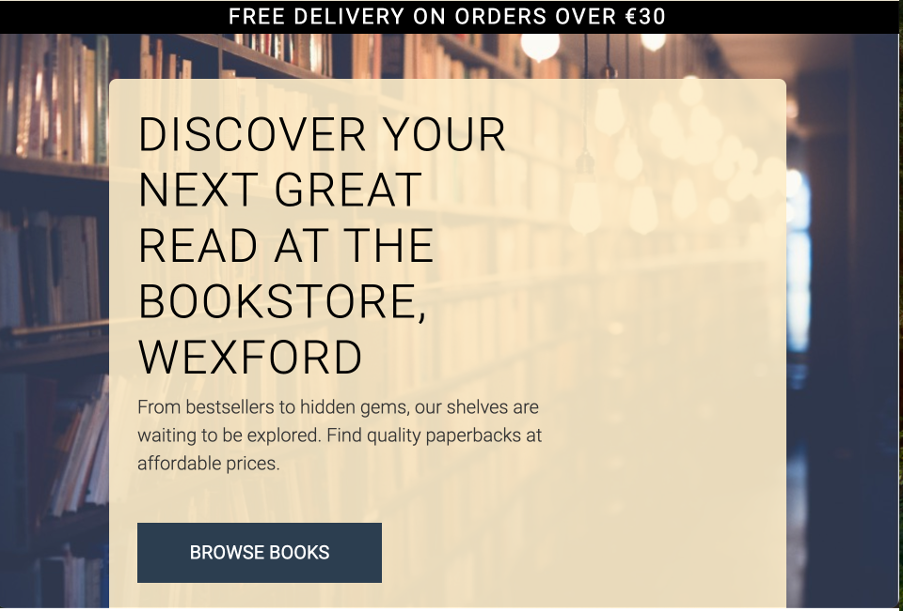 FREE DELIVERY ON ORDERS OVER €30
DISCOVER YOUR
NEXT GREAT
READ AT THE
BOOKSTORE,
WEXFORD
From bestsellers to hidden gems, our shelves are
waiting to be explored. Find quality paperbacks at
affordable prices.
BROWSE BOOKS